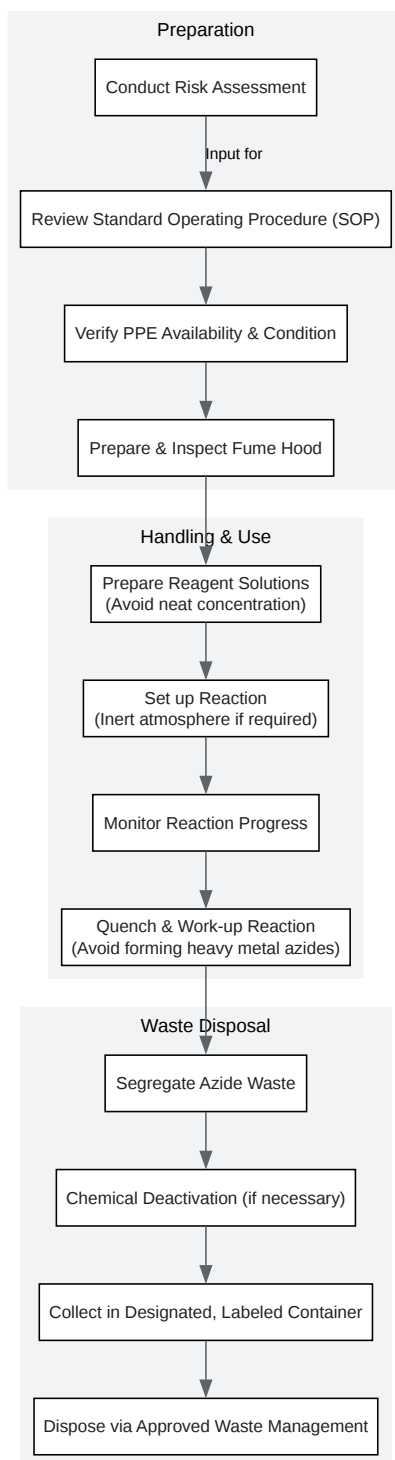 Preparation
Conduct Risk Assessment
Input for
Review Standard Operating Procedure (SOP)
Verify PPE Availability & Condition
Prepare & Inspect Fume Hood
Handling & Use
Prepare Reagent Solutions
(Avoid neat concentration)
Set up Reaction
(Inert atmosphere if required)
Monitor Reaction Progress
Quench & Work-up Reaction
(Avoid forming heavy metal azides)
Waste Disposal
Segregate Azide Waste
Chemical Deactivation (if necessary)
Collect in Designated, Labeled Container
Dispose via Approved Waste Management